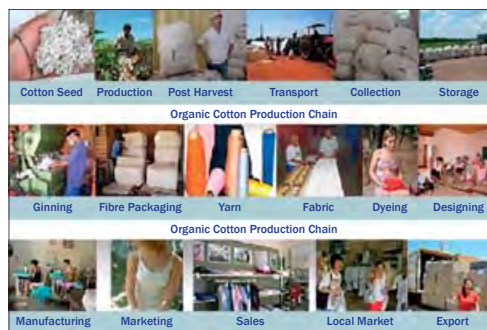 Cotton Seed Production Post Harvest Transport Collection Storage
Organic Cotton Production Chain
Ginning Fibre Packaging Yarn Fabric Dyeing Designing
Organic Cotton Production Chain
Manufacturing Marketing Sales Local Market Export